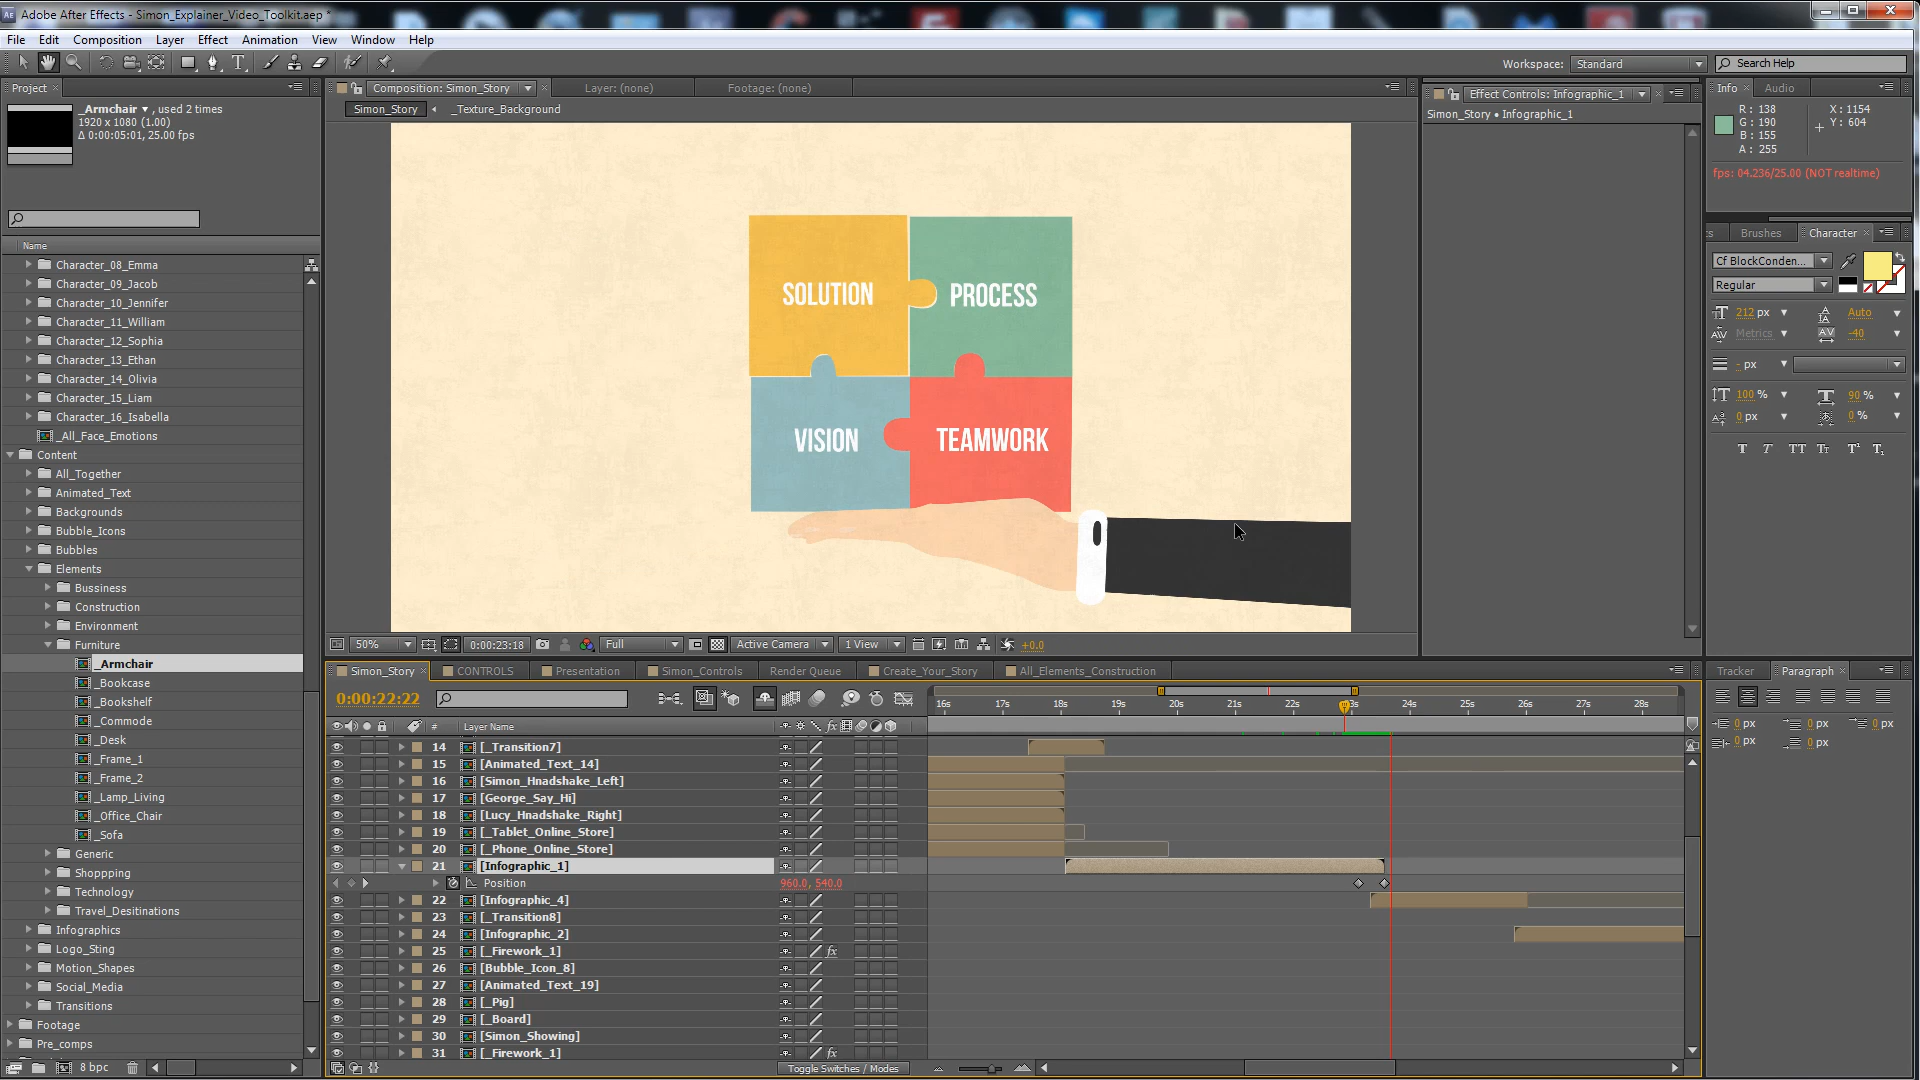 Adobe After Effects - Simon_Explainer_Video_Toolkit.aep *
File Edit Composition Layer Effect Animation View Window Help
Workspace: Standard Search Help
Project
_Armchair , used 2 times
1920 x 1080 (1.00)
Δ 0:00:05:01, 25.00 fps
Name
Character_08_Emma
Character_09_Jacob
Character_10_Jennifer
Character_11_William
Character_12_Sophia
Character_13_Ethan
Character_14_Olivia
Character_15_Liam
Character_16_Isabella
_All_Face_Emotions
Content
All_Together
Animated_Text
Backgrounds
Bubble_Icons
Bubbles
Elements
Bussiness
Construction
Environment
Furniture
_Armchair
_Bookcase
_Bookshelf
_Commode
_Desk
_Frame_1
_Frame_2
_Lamp_Living
_Office_Chair
_Sofa
Generic
Shoppping
Technology
Travel_Desitinations
Infographics
Logo_Sting
Motion_Shapes
Social_Media
Transitions
Footage
Pre_comps
8 bpc
Composition: Simon_Story Layer: (none) Footage: (none)
Simon_Story _Texture_Background
SOLUTION PROCESS
VISION TEAMWORK
50% 0:00:23:18 Full Active Camera 1 View +0.0
Effect Controls: Infographic_1
Simon_Story • Infographic_1
Info Audio
R: 138 X: 1154
G: 190 Y: 604
B: 155
A: 255
fps: 04.236/25.00 (NOT realtime)
Brushes Character
Cf BlockConden...
Regular
212 px Auto
Metrics -40
- px
100 % 90 %
0 px 0 %
T T TT Tt T¹ T₁
Tracker Paragraph
0 px 0 px 0 px
0 px 0 px
Simon_Story CONTROLS Presentation Simon_Controls Render Queue Create_Your_Story All_Elements_Construction
0:00:22:22
16s 17s 18s 19s 20s 21s 22s 23s 24s 25s 26s 27s 28s
# Layer Name fx
14 [_Transition7]
15 [Animated_Text_14]
16 [Simon_Hnadshake_Left]
17 [George_Say_Hi]
18 [Lucy_Hnadshake_Right]
19 [_Tablet_Online_Store]
20 [_Phone_Online_Store]
21 [Infographic_1]
Position 960.0, 540.0
22 [Infographic_4]
23 [_Transition8]
24 [Infographic_2]
25 [_Firework_1] fx
26 [Bubble_Icon_8]
27 [Animated_Text_19]
28 [_Pig]
29 [_Board]
30 [Simon_Showing]
31 [_Firework_1] fx
Toggle Switches / Modes